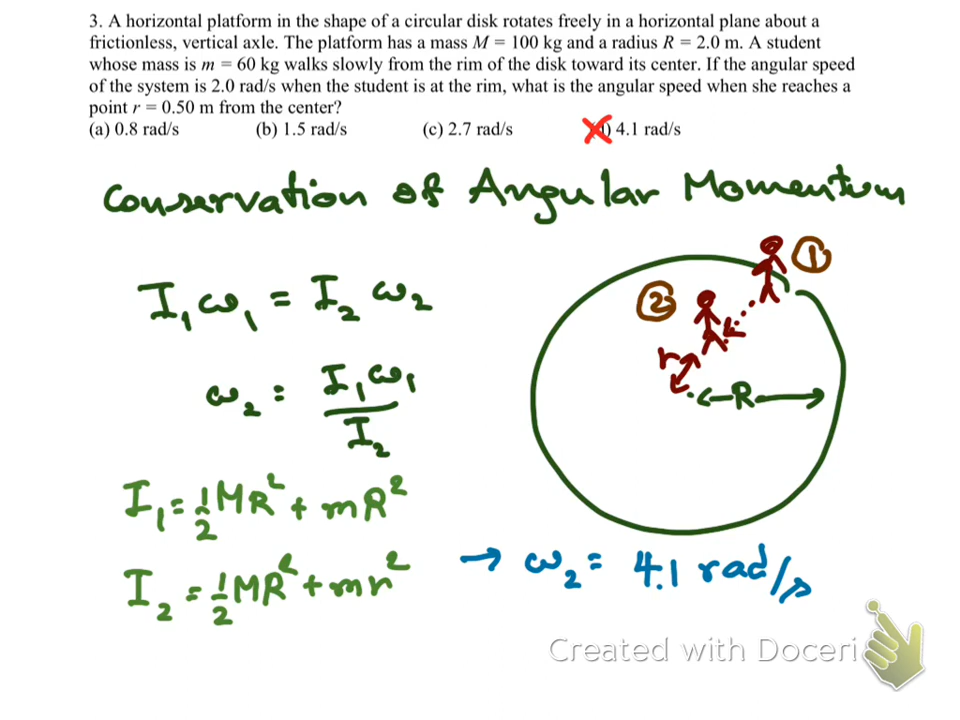 3. A horizontal platform in the shape of a circular disk rotates freely in a horizontal plane about a
frictionless, vertical axle. The platform has a mass M = 100 kg and a radius R = 2.0 m. A student
whose mass is m = 60 kg walks slowly from the rim of the disk toward its center. If the angular speed
of the system is 2.0 rad/s when the student is at the rim, what is the angular speed when she reaches a
point r = 0.50 m from the center?
(a) 0.8 rad/s (b) 1.5 rad/s (c) 2.7 rad/s ) 4.1 rad/s
Conservation of Angular Momentum
①
②
I₁ω₁ = I₂ω₂
r
R
ω₂ = I₁ω₁ / I₂
I₁ = ½MR² + mR²
I₂ = ½MR² + mr² → ω₂ = 4.1 rad/s
Created with Doceri